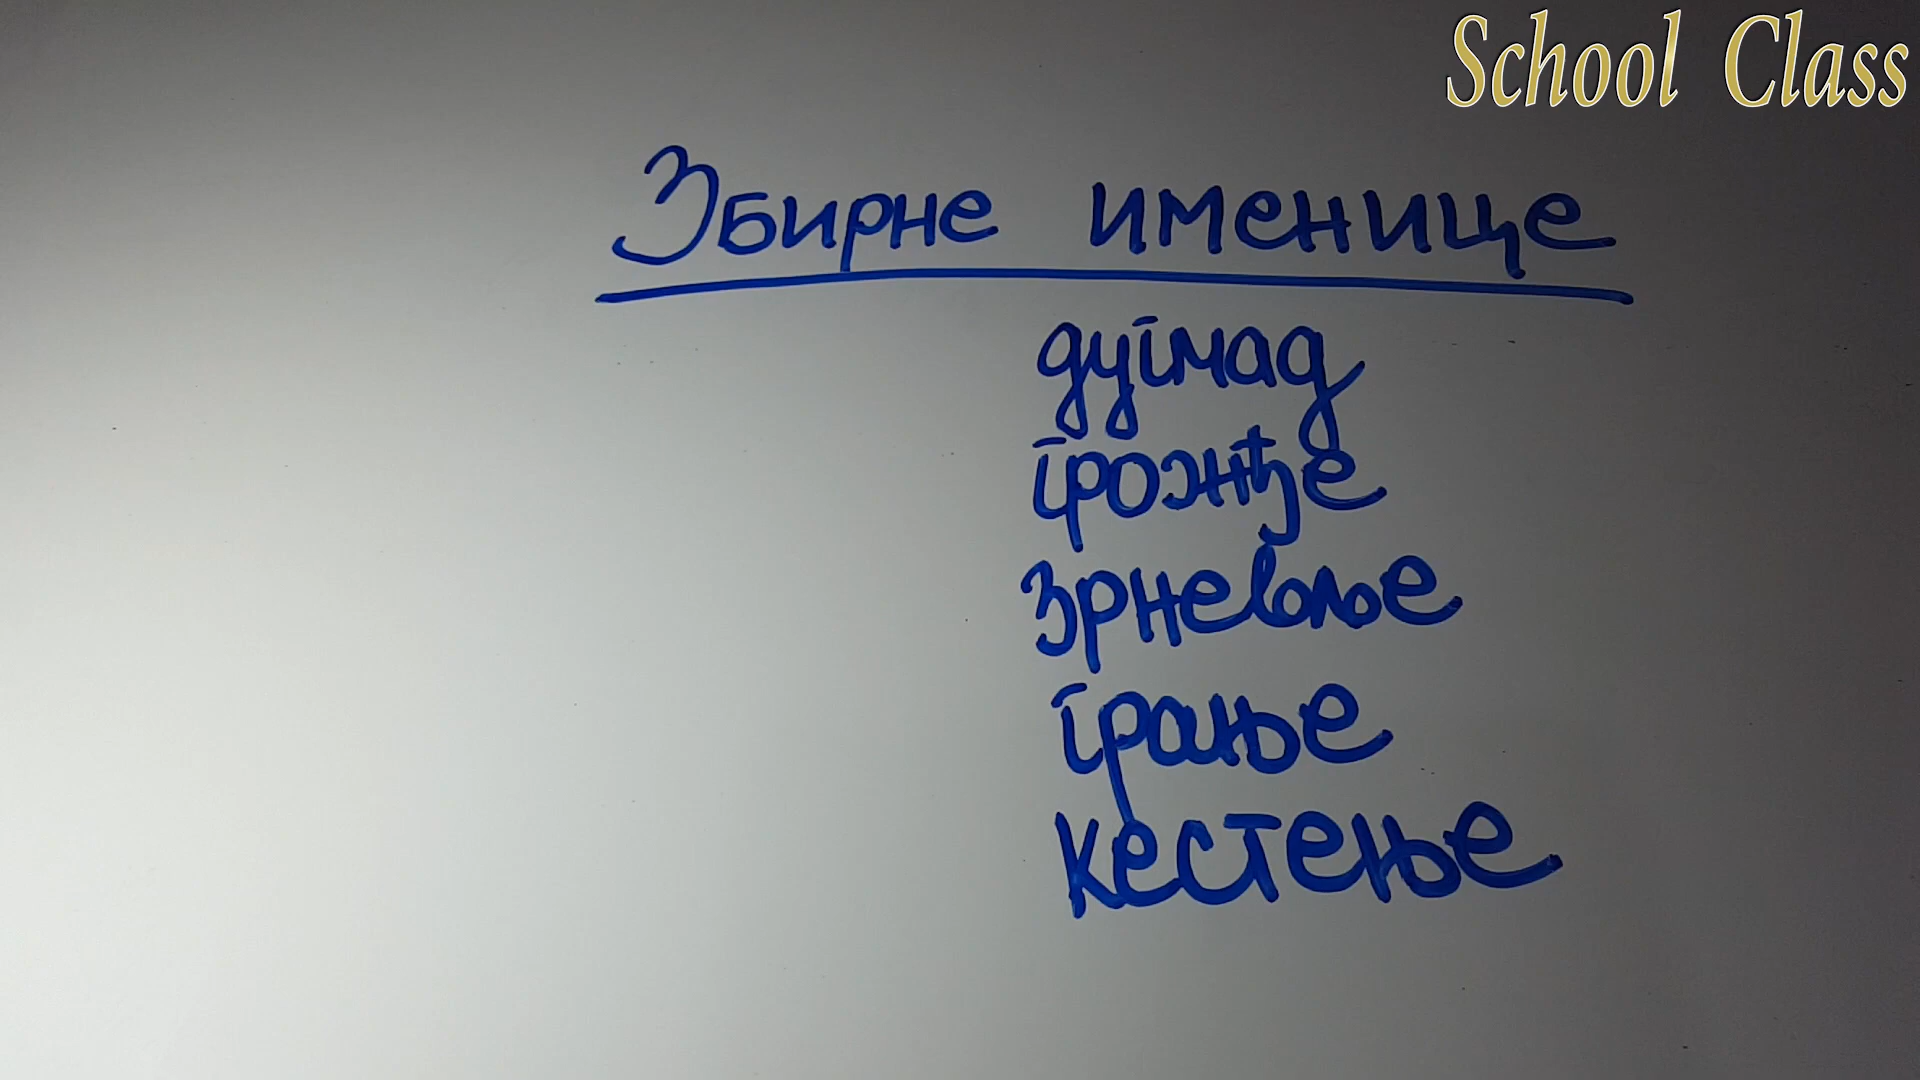 School Class
Збирне именице
дугмад
грожђе
зрневље
грање
кестење